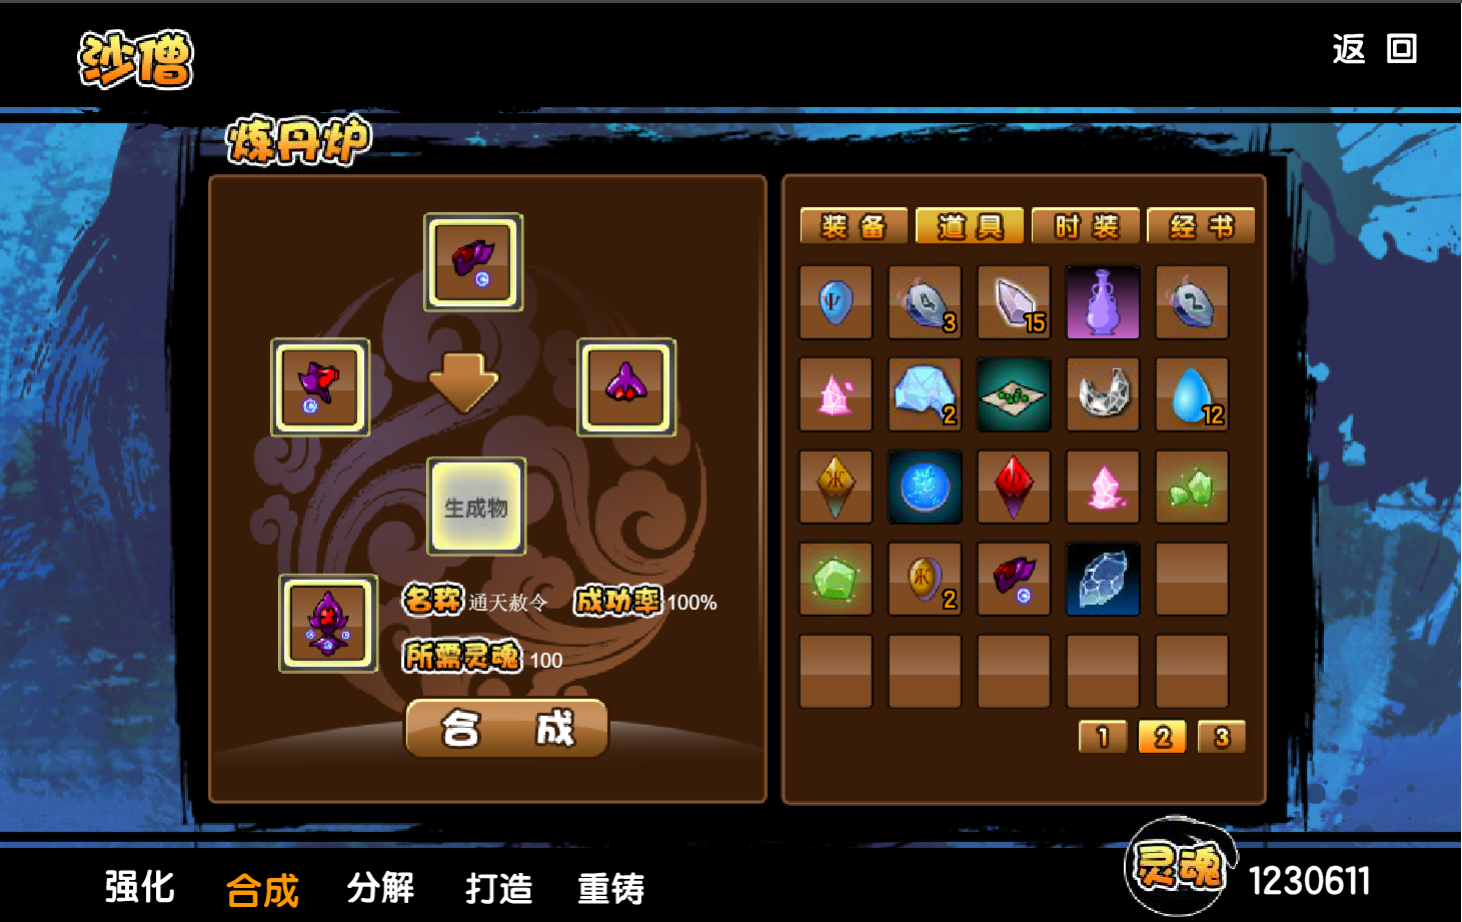 沙僧
返 回
炼丹炉
装备 道具 时装 经书
4 3 15 2
生成物
2 12
Ж
Ж 2
名称 通天赦令 成功率 100%
所需灵魂 100
合 成
1 2 3
强化 合成 分解 打造 重铸
灵魂 1230611